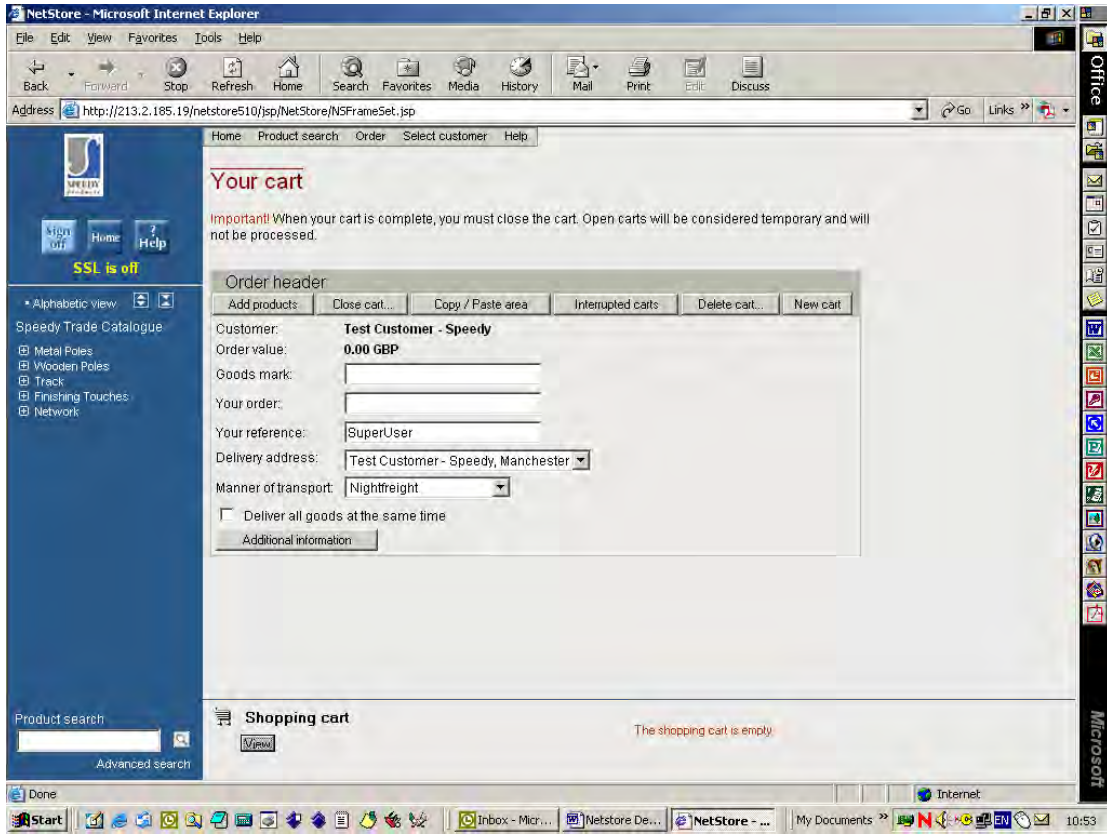 NetStore - Microsoft Internet Explorer
File Edit View Favorites Tools Help
Back Forward Stop Refresh Home Search Favorites Media History Mail Print Edit Discuss
Address http://213.2.185.19/netstore510/jsp/NetStore/NSFrameSet.jsp Go Links »
Office
Home Product search Order Select customer Help
SPEEDY
Products
Sign off Home ? Help
SSL is off
Alphabetic view
Speedy Trade Catalogue
Metal Poles
Wooden Poles
Track
Finishing Touches
Network
Your cart
Important! When your cart is complete, you must close the cart. Open carts will be considered temporary and will
not be processed.
Order header
Add products Close cart... Copy / Paste area Interrupted carts Delete cart... New cart
Customer: Test Customer - Speedy
Order value: 0.00 GBP
Goods mark:
Your order:
Your reference: SuperUser
Delivery address: Test Customer - Speedy, Manchester
Manner of transport: Nightfreight
Deliver all goods at the same time
Additional information
Product search
Advanced search
Shopping cart
View
The shopping cart is empty
Microsoft
Done Internet
Start Inbox - Micr... Netstore De... NetStore - ... My Documents » EN 10:53